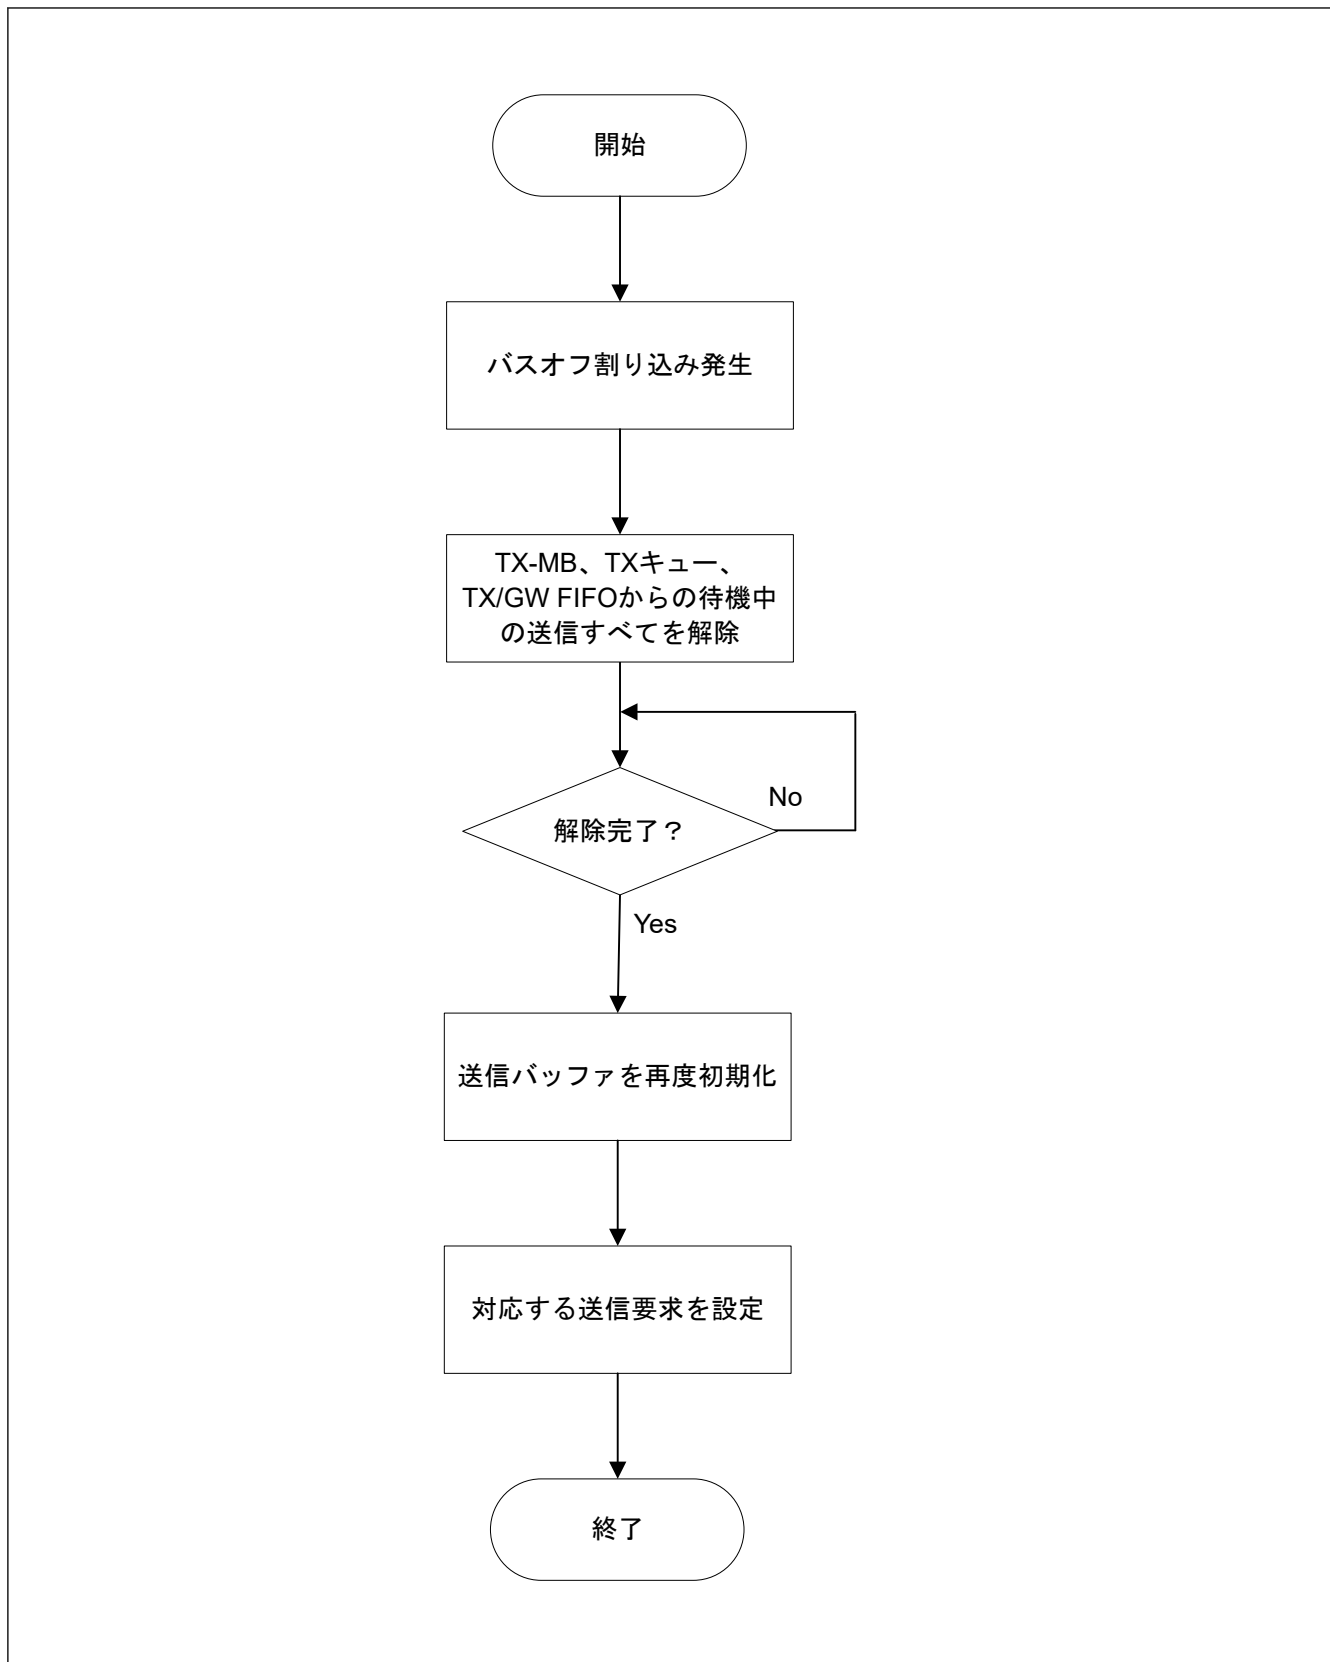 開始
バスオフ割り込み発生
TX-MB、TXキュー、
TX/GW FIFOからの待機中
の送信すべてを解除
No
解除完了？
Yes
送信バッファを再度初期化
対応する送信要求を設定
終了